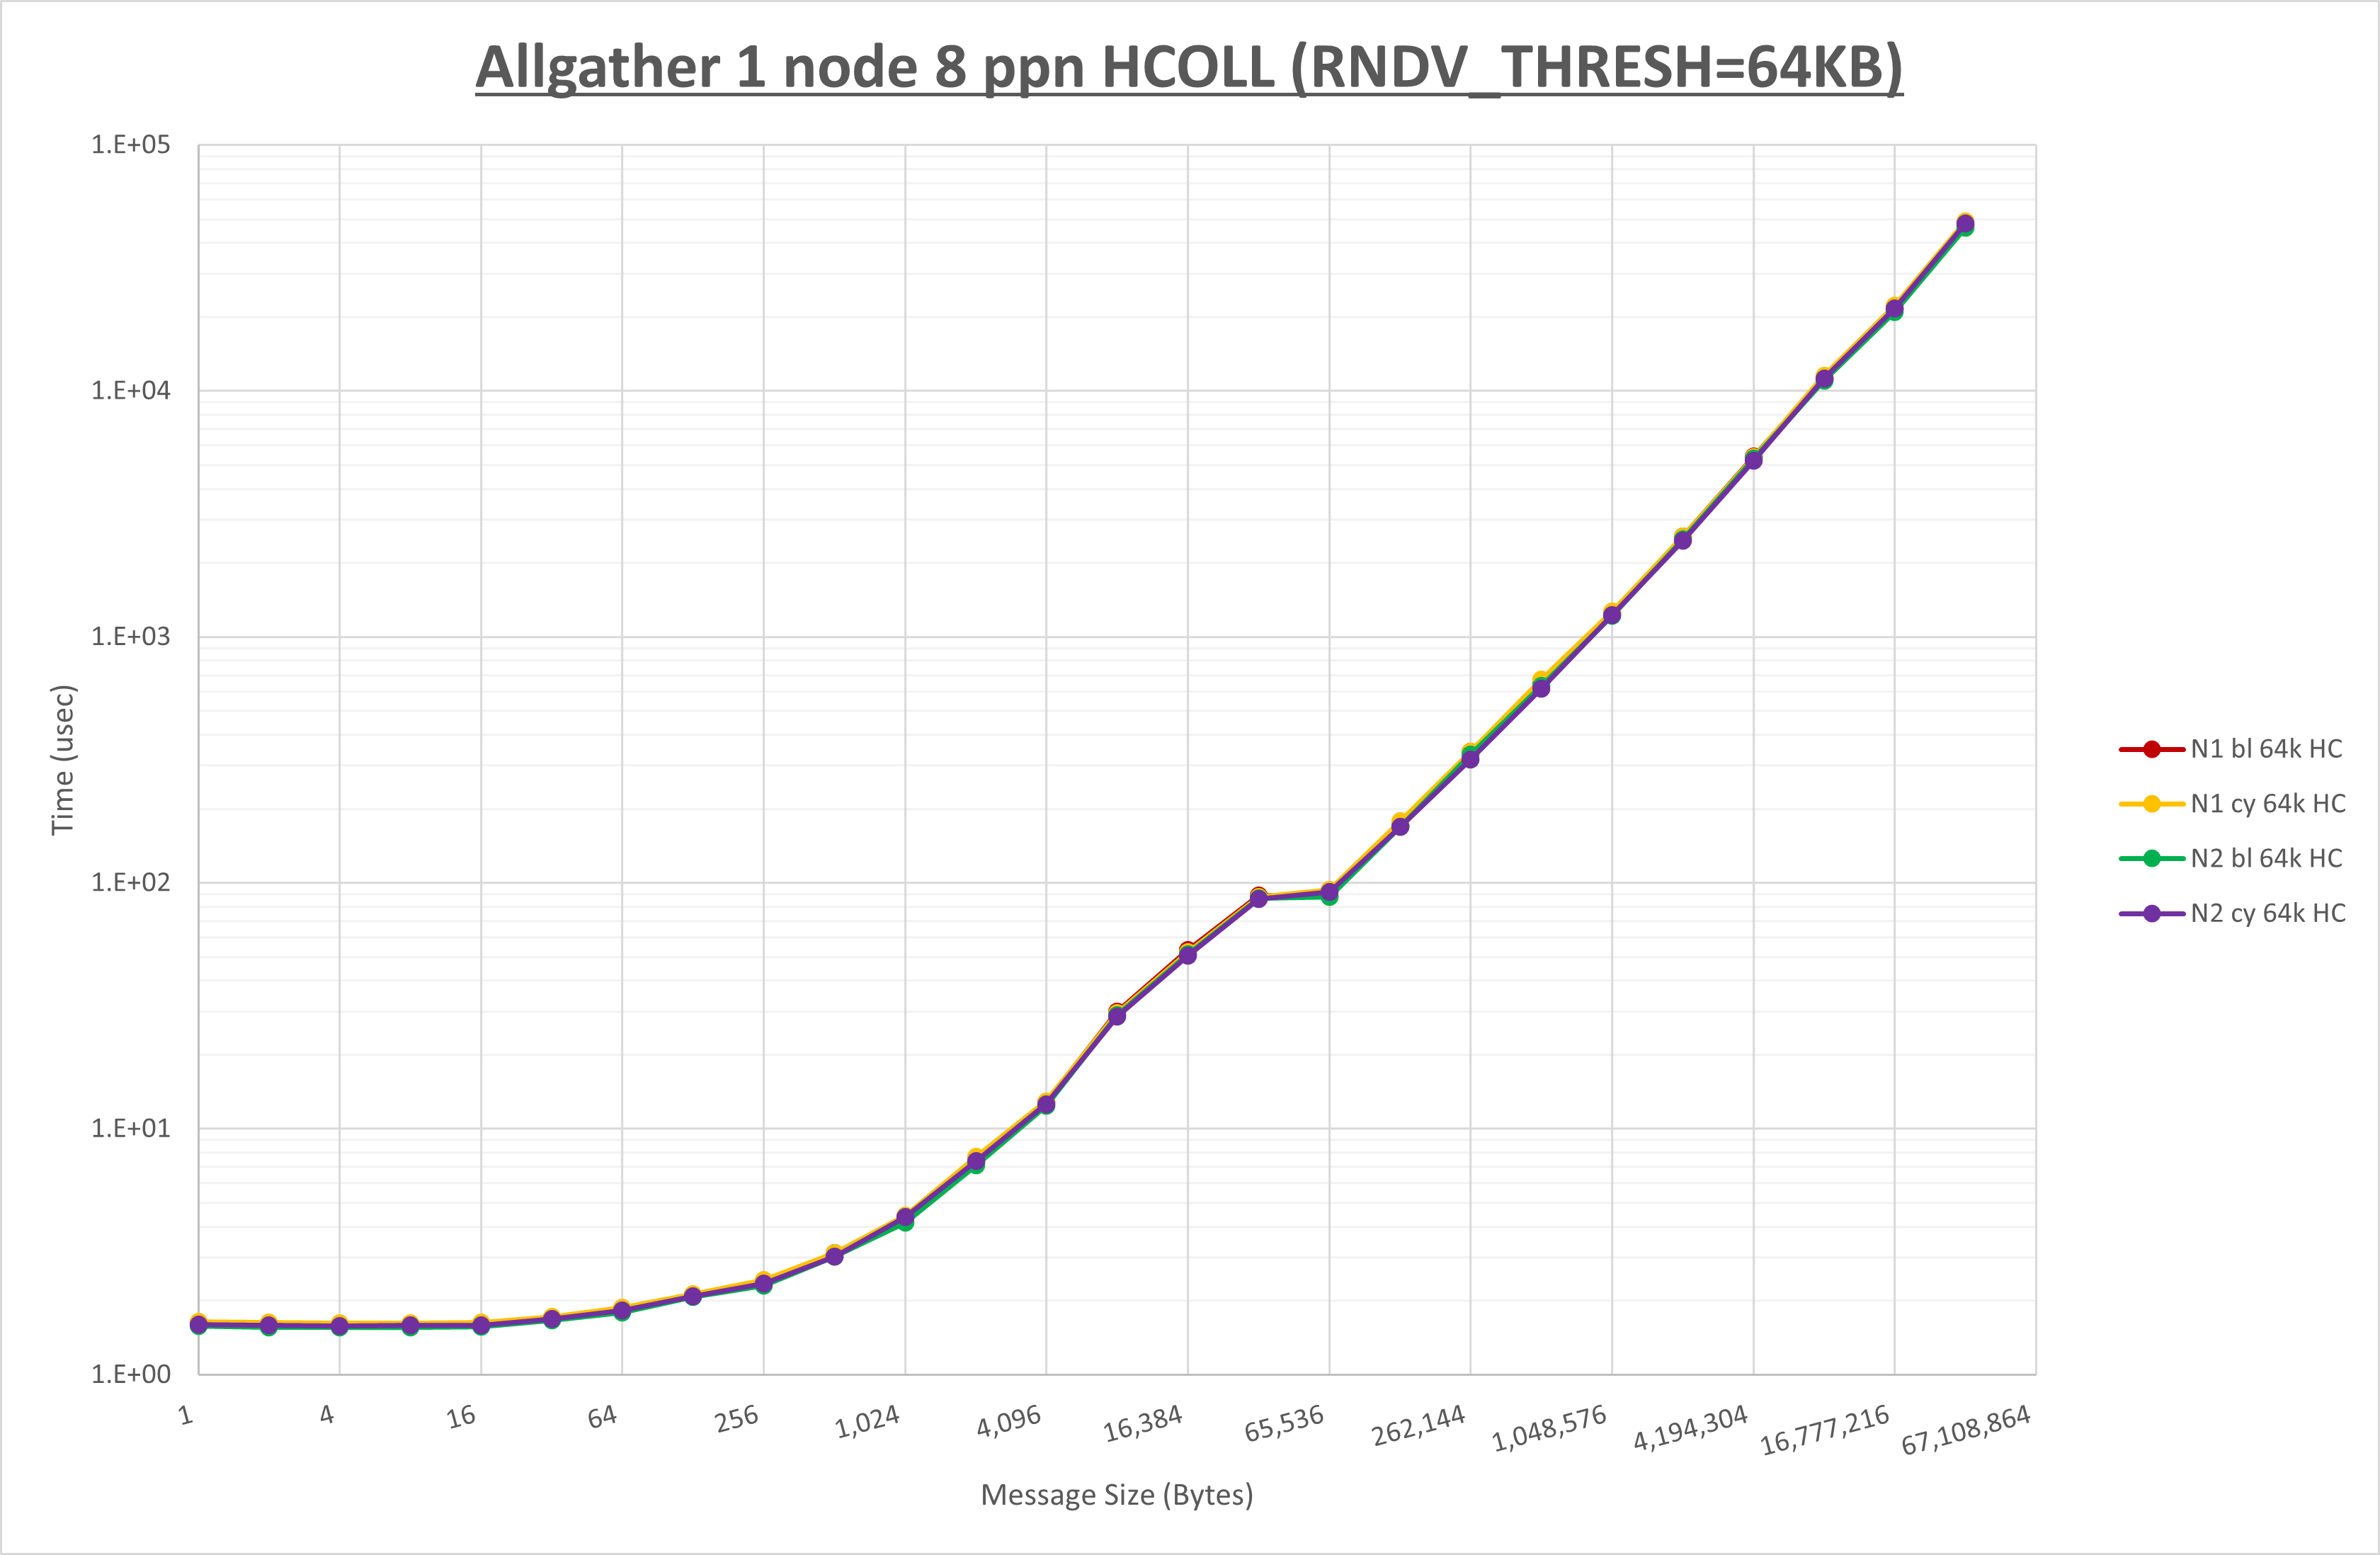 Allgather 1 node 8 ppn HCOLL (RNDV_THRESH=64KB)
1.E+05
1.E+04
1.E+03
1.E+02
1.E+01
1.E+00
Time (usec)
1
4
16
64
256
1,024
4,096
16,384
65,536
262,144
1,048,576
4,194,304
16,777,216
67,108,864
Message Size (Bytes)
N1 bl 64k HC
N1 cy 64k HC
N2 bl 64k HC
N2 cy 64k HC